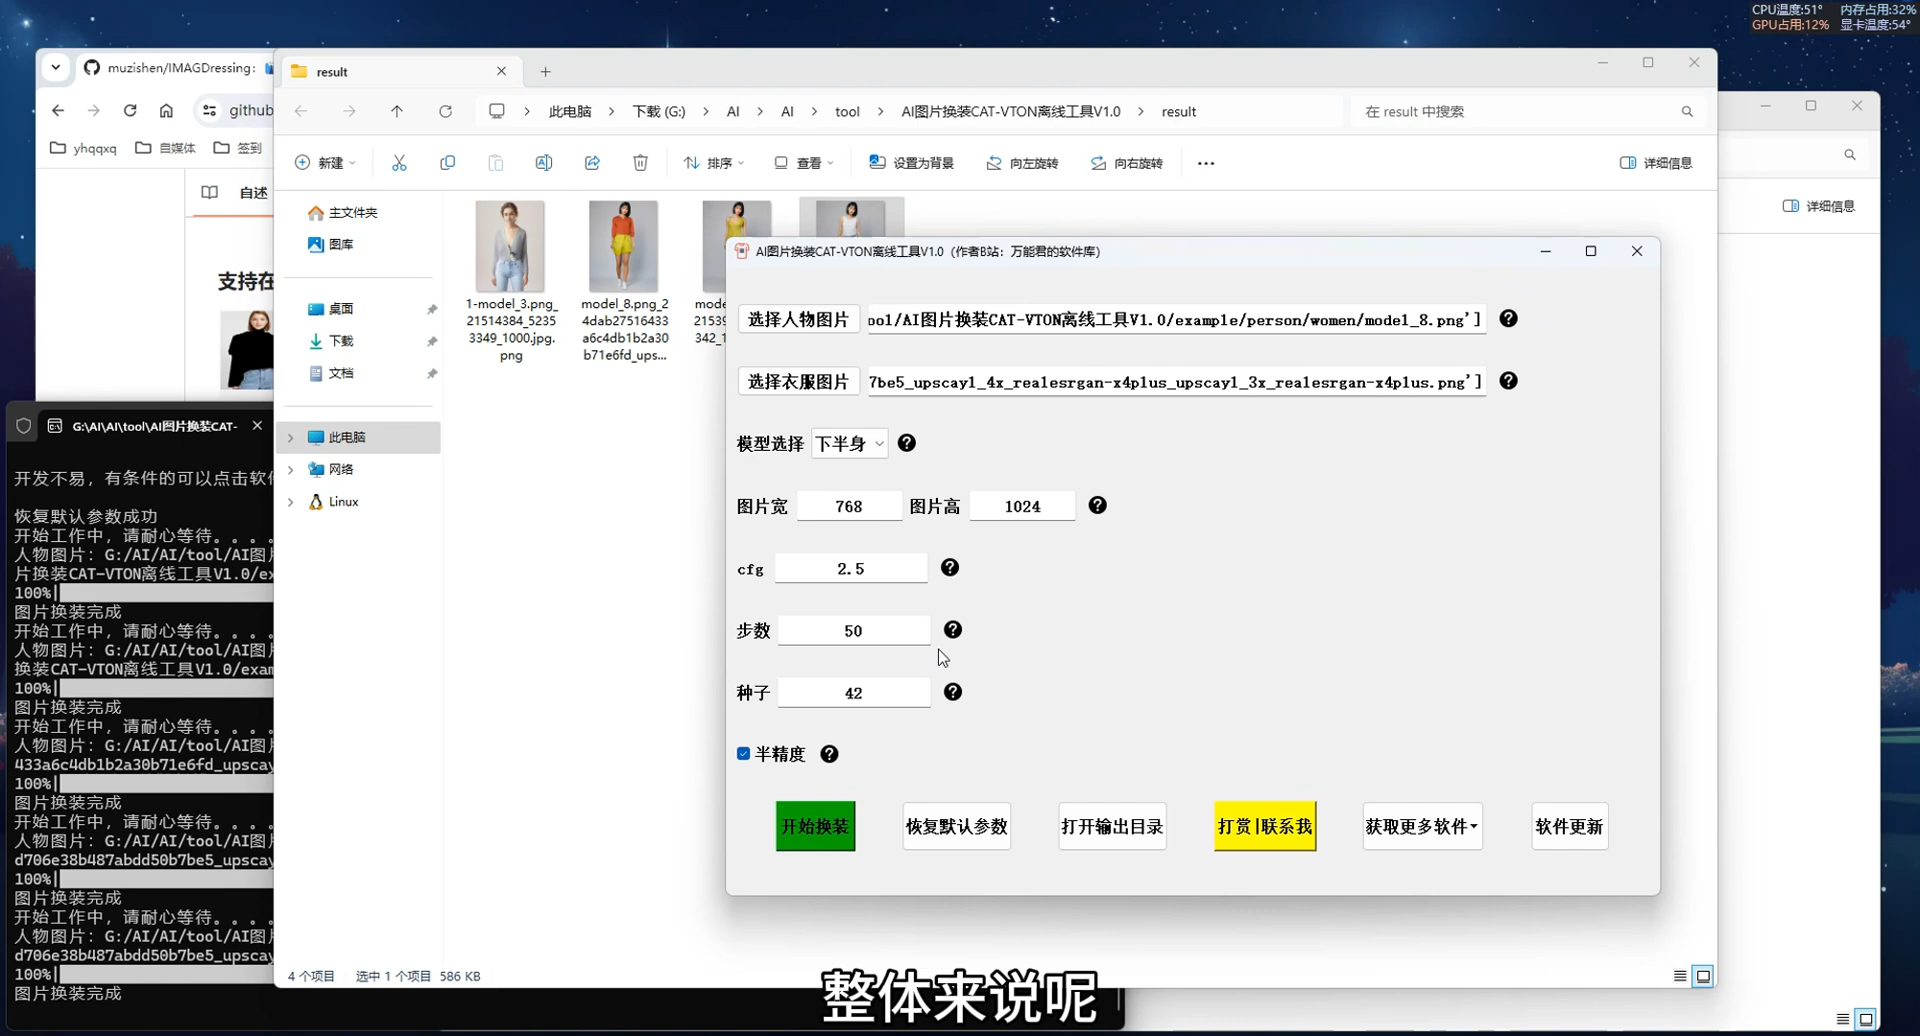 CPU温度:51° 内存占用:32%
GPU占用:12% 显卡温度:54°
muzishen/IMAGDressing:
result
github
此电脑 下载 (G:) AI AI tool AI图片换装CAT-VTON离线工具V1.0 result
在 result 中搜索
yhqqxq 自媒体 签到
新建 排序 查看 设置为背景 向左旋转 向右旋转 详细信息
自述
详细信息
支持在
主文件夹
图库
桌面
下载
文档
此电脑
网络
Linux
1-model_3.png_
21514384_5235
3349_1000.jpg.
png
model_8.png_2
4dab27516433
a6c4db1b2a30
b71e6fd_ups...
mode
2153
342_1
AI图片换装CAT-VTON离线工具V1.0（作者B站：万能君的软件库）
选择人物图片 ool/AI图片换装CAT-VTON离线工具V1.0/example/person/women/model_8.png']
选择衣服图片 7be5_upscayl_4x_realesrgan-x4plus_upscayl_3x_realesrgan-x4plus.png']
模型选择 下半身
图片宽 768 图片高 1024
cfg 2.5
步数 50
种子 42
半精度
开始换装 恢复默认参数 打开输出目录 打赏|联系我 获取更多软件 软件更新
G:\AI\AI\tool\AI图片换装CAT-
开发不易，有条件的可以点击软件
恢复默认参数成功
开始工作中，请耐心等待。。。。
人物图片：G:/AI/AI/tool/AI图片
片换装CAT-VTON离线工具V1.0/ex
100%|
图片换装完成
开始工作中，请耐心等待。。。。
人物图片：G:/AI/AI/tool/AI图片
换装CAT-VTON离线工具V1.0/exam
100%|
图片换装完成
开始工作中，请耐心等待。。。。
人物图片：G:/AI/AI/tool/AI图片
433a6c4db1b2a30b71e6fd_upscay
100%|
图片换装完成
开始工作中，请耐心等待。。。。
人物图片：G:/AI/AI/tool/AI图片
d706e38b487abdd50b7be5_upscay
100%|
图片换装完成
开始工作中，请耐心等待。。。。
人物图片：G:/AI/AI/tool/AI图片
d706e38b487abdd50b7be5_upscay
100%|
图片换装完成
4 个项目 选中 1 个项目 586 KB
整体来说呢